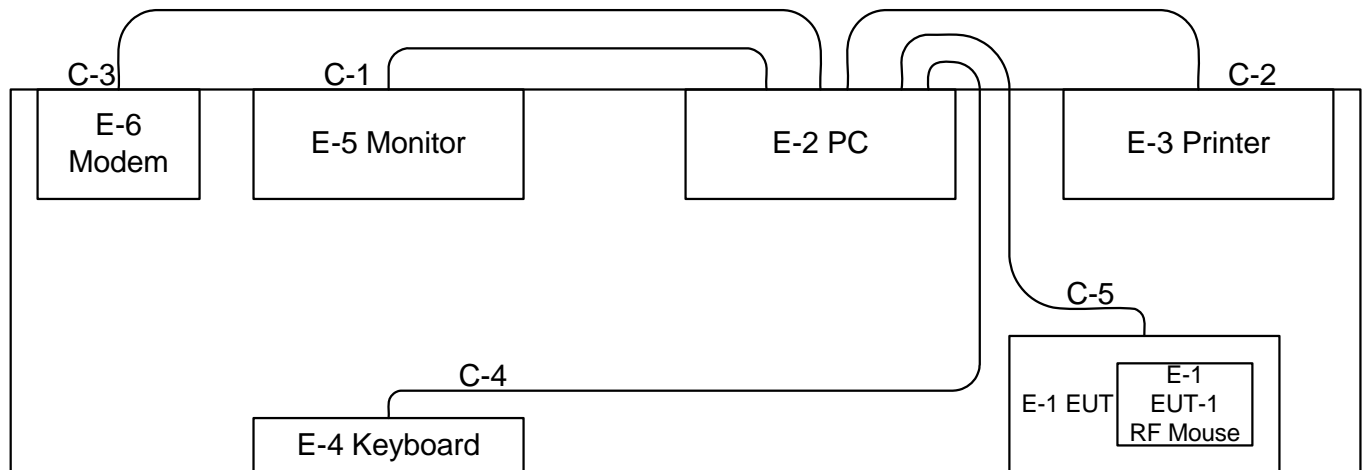 C-3
C-1
C-2
E-6
Modem
E-5 Monitor
E-2 PC
E-3 Printer
C-5
C-4
E-1 EUT
E-1
EUT-1
RF Mouse
E-4 Keyboard